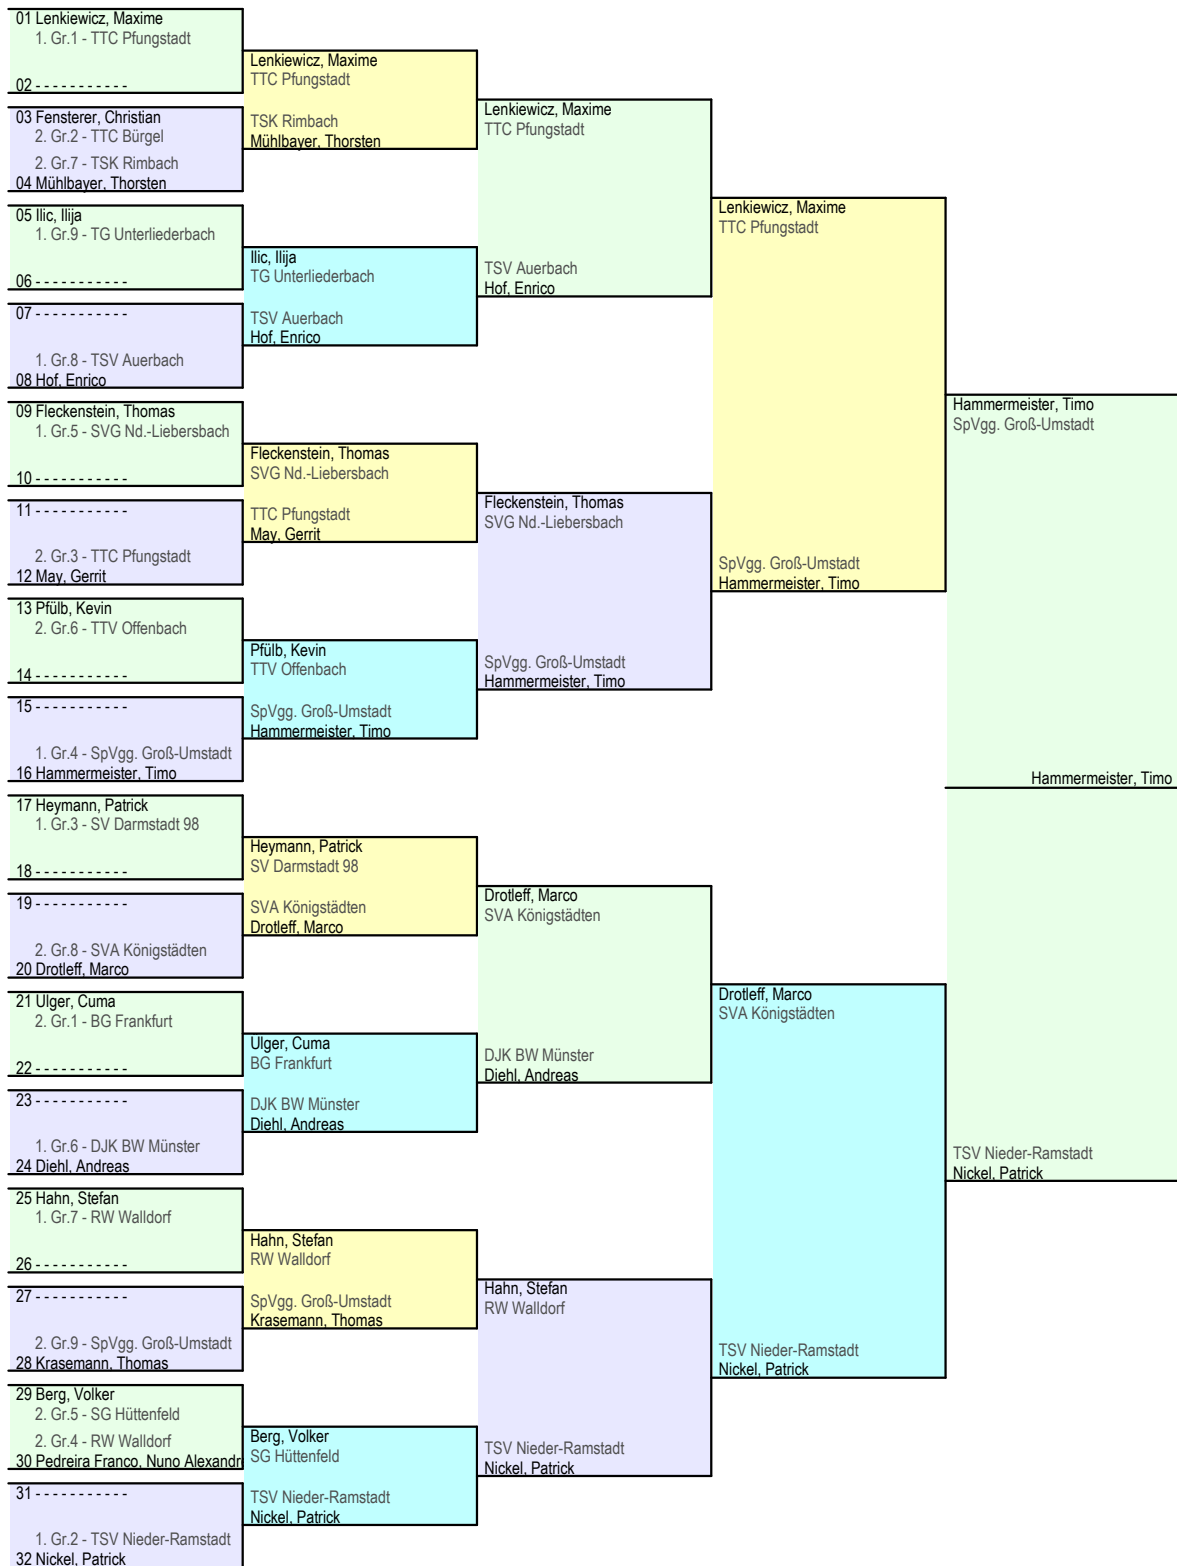 01 Lenkiewicz, Maxime
1. Gr.1 - TTC Pfungstadt
02 - - - - - - - - - - -
03 Fensterer, Christian
2. Gr.2 - TTC Bürgel
2. Gr.7 - TSK Rimbach
04 Mühlbayer, Thorsten
05 Ilic, Ilija
1. Gr.9 - TG Unterliederbach
06 - - - - - - - - - - -
07 - - - - - - - - - - -
1. Gr.8 - TSV Auerbach
08 Hof, Enrico
09 Fleckenstein, Thomas
1. Gr.5 - SVG Nd.-Liebersbach
10 - - - - - - - - - - -
11 - - - - - - - - - - -
2. Gr.3 - TTC Pfungstadt
12 May, Gerrit
13 Pfülb, Kevin
2. Gr.6 - TTV Offenbach
14 - - - - - - - - - - -
15 - - - - - - - - - - -
1. Gr.4 - SpVgg. Groß-Umstadt
16 Hammermeister, Timo
17 Heymann, Patrick
1. Gr.3 - SV Darmstadt 98
18 - - - - - - - - - - -
19 - - - - - - - - - - -
2. Gr.8 - SVA Königstädten
20 Drotleff, Marco
21 Ulger, Cuma
2. Gr.1 - BG Frankfurt
22 - - - - - - - - - - -
23 - - - - - - - - - - -
1. Gr.6 - DJK BW Münster
24 Diehl, Andreas
25 Hahn, Stefan
1. Gr.7 - RW Walldorf
26 - - - - - - - - - - -
27 - - - - - - - - - - -
2. Gr.9 - SpVgg. Groß-Umstadt
28 Krasemann, Thomas
29 Berg, Volker
2. Gr.5 - SG Hüttenfeld
2. Gr.4 - RW Walldorf
30 Pedreira Franco, Nuno Alexandr
31 - - - - - - - - - - -
1. Gr.2 - TSV Nieder-Ramstadt
32 Nickel, Patrick
Lenkiewicz, Maxime
TTC Pfungstadt
TSK Rimbach
Mühlbayer, Thorsten
Ilic, Ilija
TG Unterliederbach
TSV Auerbach
Hof, Enrico
Fleckenstein, Thomas
SVG Nd.-Liebersbach
TTC Pfungstadt
May, Gerrit
Pfülb, Kevin
TTV Offenbach
SpVgg. Groß-Umstadt
Hammermeister, Timo
Heymann, Patrick
SV Darmstadt 98
SVA Königstädten
Drotleff, Marco
Ulger, Cuma
BG Frankfurt
DJK BW Münster
Diehl, Andreas
Hahn, Stefan
RW Walldorf
SpVgg. Groß-Umstadt
Krasemann, Thomas
Berg, Volker
SG Hüttenfeld
TSV Nieder-Ramstadt
Nickel, Patrick
Lenkiewicz, Maxime
TTC Pfungstadt
TSV Auerbach
Hof, Enrico
Fleckenstein, Thomas
SVG Nd.-Liebersbach
SpVgg. Groß-Umstadt
Hammermeister, Timo
Drotleff, Marco
SVA Königstädten
DJK BW Münster
Diehl, Andreas
Hahn, Stefan
RW Walldorf
TSV Nieder-Ramstadt
Nickel, Patrick
Lenkiewicz, Maxime
TTC Pfungstadt
SpVgg. Groß-Umstadt
Hammermeister, Timo
Drotleff, Marco
SVA Königstädten
TSV Nieder-Ramstadt
Nickel, Patrick
Hammermeister, Timo
SpVgg. Groß-Umstadt
TSV Nieder-Ramstadt
Nickel, Patrick
Hammermeister, Timo